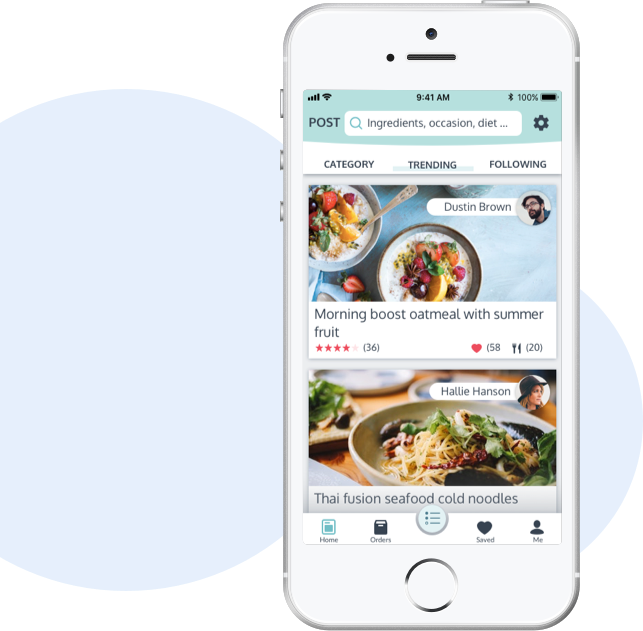 9:41 AM
100%
POST
Ingredients, occasion, diet ...
CATEGORY
TRENDING
FOLLOWING
Dustin Brown
Morning boost oatmeal with summer
fruit
(36)
(58
(20)
Hallie Hanson
Thai fusion seafood cold noodles
Home
Orders
Saved
Me